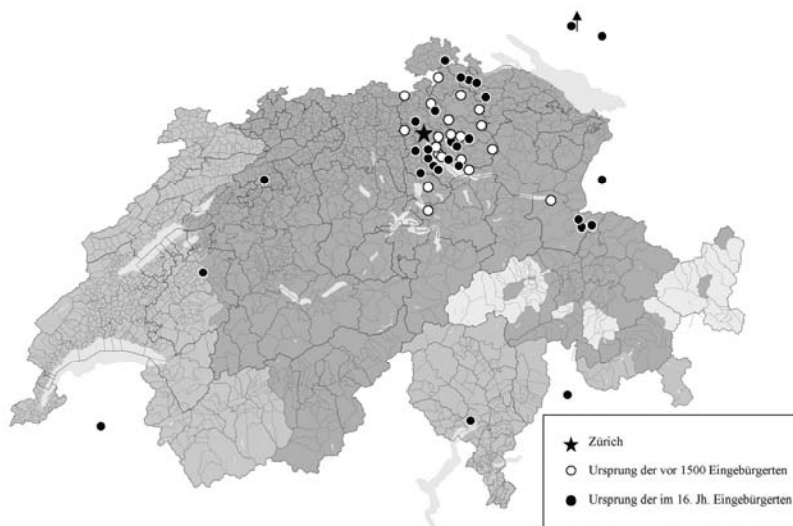 Zürich
Ursprung der vor 1500 Eingebürgerten
Ursprung der im 16. Jh. Eingebürgerten